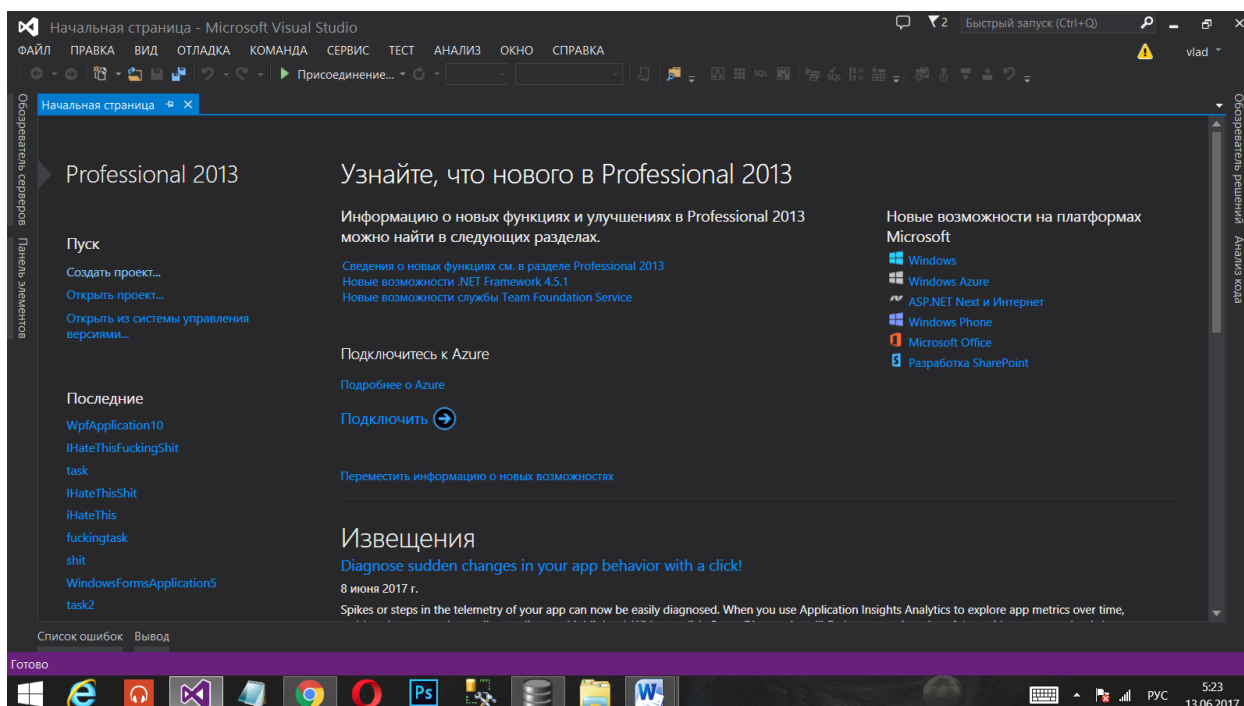 Начальная страница - Microsoft Visual Studio
2
Быстрый запуск (Ctrl+Q)
ФАЙЛ ПРАВКА ВИД ОТЛАДКА КОМАНДА СЕРВИС ТЕСТ АНАЛИЗ ОКНО СПРАВКА
vlad
Присоединение...
Обозреватель серверов
Панель элементов
Начальная страница
Professional 2013
Пуск
Создать проект...
Открыть проект...
Открыть из системы управления
версиями...
Последние
WpfApplication10
IHateThisFuckingShit
task
IHateThisShit
iHateThis
fuckingtask
shit
WindowsFormsApplication5
task2
Узнайте, что нового в Professional 2013
Информацию о новых функциях и улучшениях в Professional 2013
можно найти в следующих разделах.
Сведения о новых функциях см. в разделе Professional 2013
Новые возможности .NET Framework 4.5.1
Новые возможности службы Team Foundation Service
Подключитесь к Azure
Подробнее о Azure
Подключить
Переместить информацию о новых возможностях
Новые возможности на платформах
Microsoft
Windows
Windows Azure
ASP.NET Next и Интернет
Windows Phone
Microsoft Office
Разработка SharePoint
Извещения
Diagnose sudden changes in your app behavior with a click!
8 июня 2017 г.
Spikes or steps in the telemetry of your app can now be easily diagnosed. When you use Application Insights Analytics to explore app metrics over time,
Обозреватель решений
Анализ кода
Список ошибок Вывод
Готово
Ps
W
РУС
5:23
13.06.2017